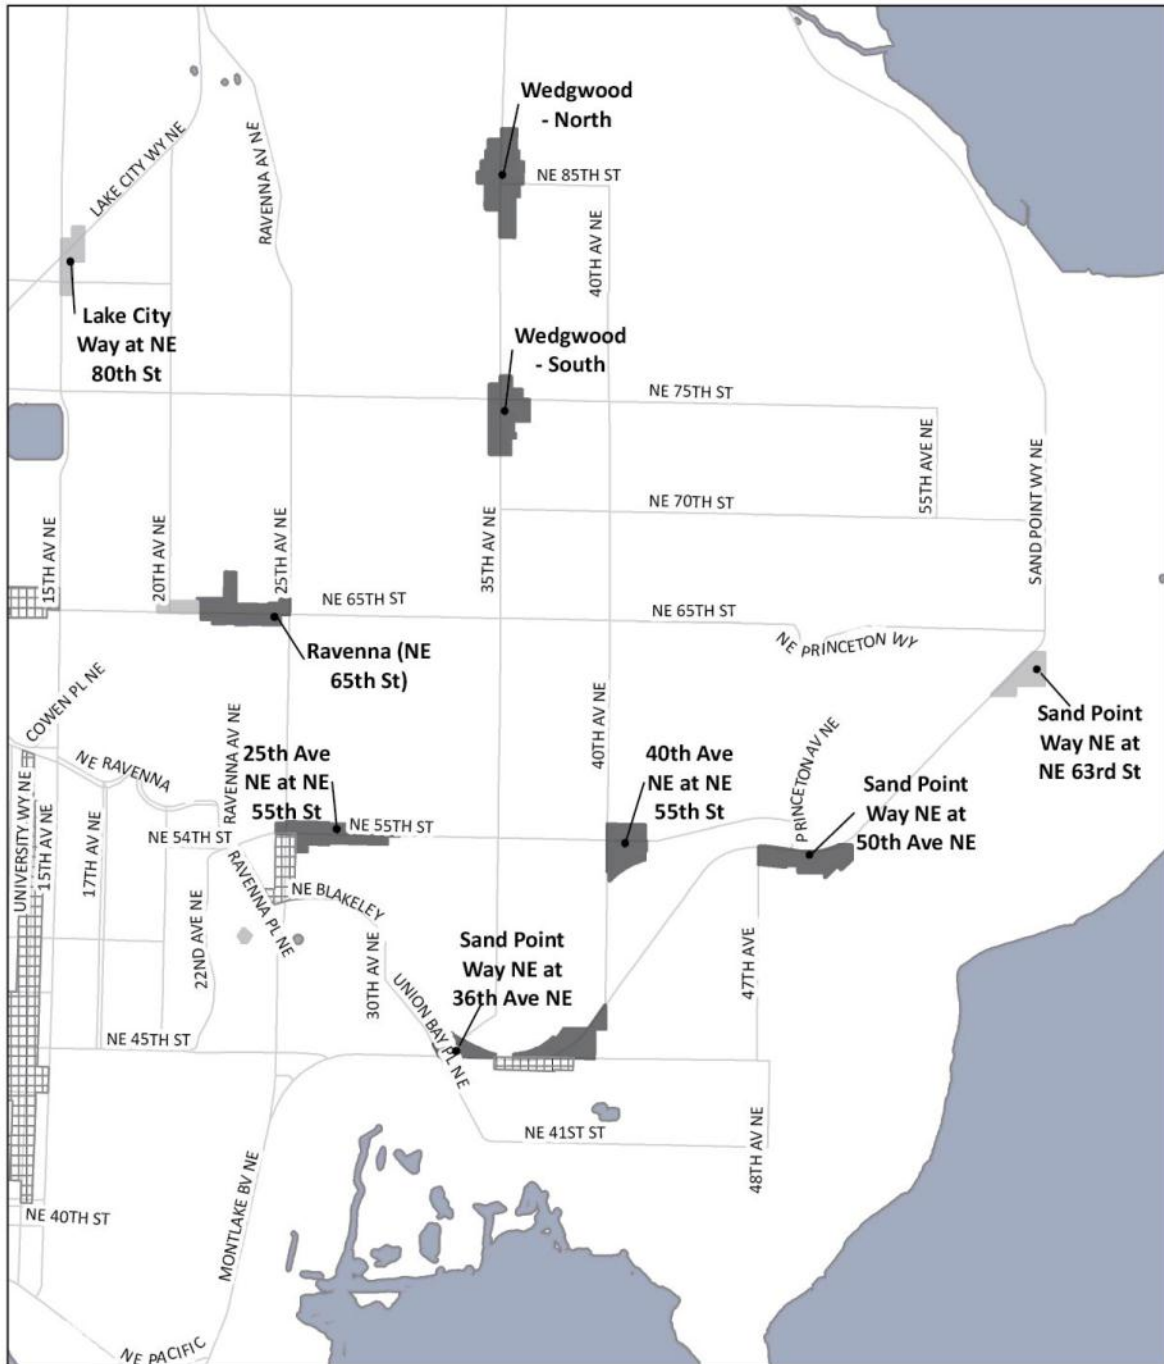 Wedgwood
- North
LAKE CITY WY NE
RAVENNA AV NE
NE 85TH ST
40TH AV NE
Lake City
Way at NE
80th St
Wedgwood
- South
NE 75TH ST
55TH AVE NE
SAND POINT WY NE
NE 70TH ST
15TH AV NE
20TH AV NE
25TH AV NE
35TH AV NE
NE 65TH ST
NE 65TH ST
NE PRINCETON WY
Ravenna (NE
65th St)
COWEN PL NE
NE RAVENNA
RAVENNA AV NE
40TH AV NE
Sand Point
Way NE at
NE 63rd St
25th Ave
NE at NE
55th St
40th Ave
NE at NE
55th St
PRINCETON AV NE
Sand Point
Way NE at
50th Ave NE
UNIVERSITY WY NE
15TH AV NE
17TH AV NE
NE 54TH ST
NE 55TH ST
22ND AVE NE
RAVENNA PL NE
NE BLAKELEY
30TH AV NE
Sand Point
Way NE at
36th Ave NE
47TH AVE
UNION BAY PL NE
NE 45TH ST
NE 41ST ST
48TH AV NE
NE 40TH ST
MONTLAKE BV NE
NE PACIFIC